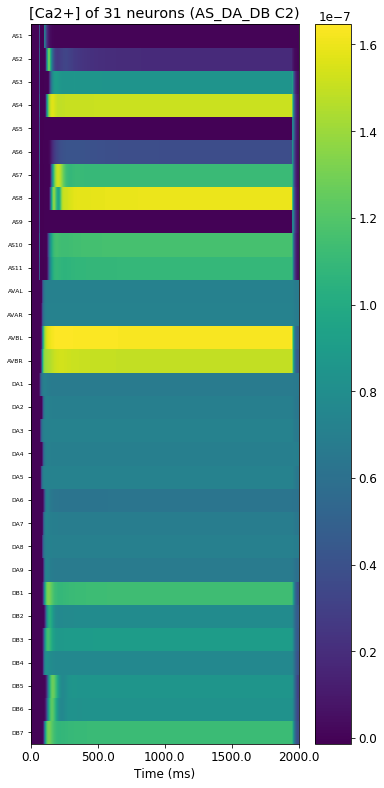 [Ca2+] of 31 neurons (AS_DA_DB C2)
1e−7
AS1
AS2
AS3
AS4
AS5
AS6
AS7
AS8
AS9
AS10
AS11
AVAL
AVAR
AVBL
AVBR
DA1
DA2
DA3
DA4
DA5
DA6
DA7
DA8
DA9
DB1
DB2
DB3
DB4
DB5
DB6
DB7
0.0 500.0 1000.0 1500.0 2000.0
Time (ms)
1.6
1.4
1.2
1.0
0.8
0.6
0.4
0.2
0.0